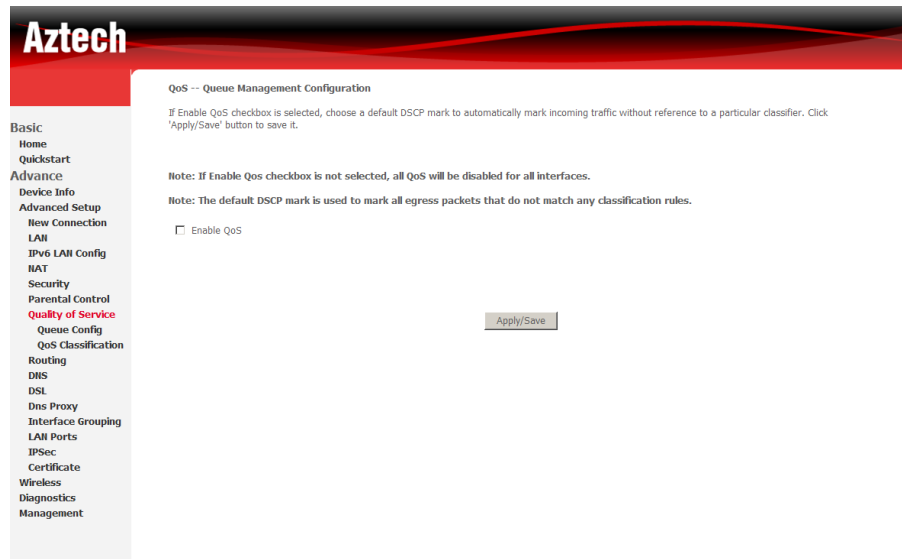 Aztech
QoS -- Queue Management Configuration
If Enable QoS checkbox is selected, choose a default DSCP mark to automatically mark incoming traffic without reference to a particular classifier. Click
'Apply/Save' button to save it.
Note: If Enable Qos checkbox is not selected, all QoS will be disabled for all interfaces.
Note: The default DSCP mark is used to mark all egress packets that do not match any classification rules.
Enable QoS
Apply/Save
Basic
Home
Quickstart
Advance
Device Info
Advanced Setup
New Connection
LAN
IPv6 LAN Config
NAT
Security
Parental Control
Quality of Service
Queue Config
QoS Classification
Routing
DNS
DSL
Dns Proxy
Interface Grouping
LAN Ports
IPSec
Certificate
Wireless
Diagnostics
Management